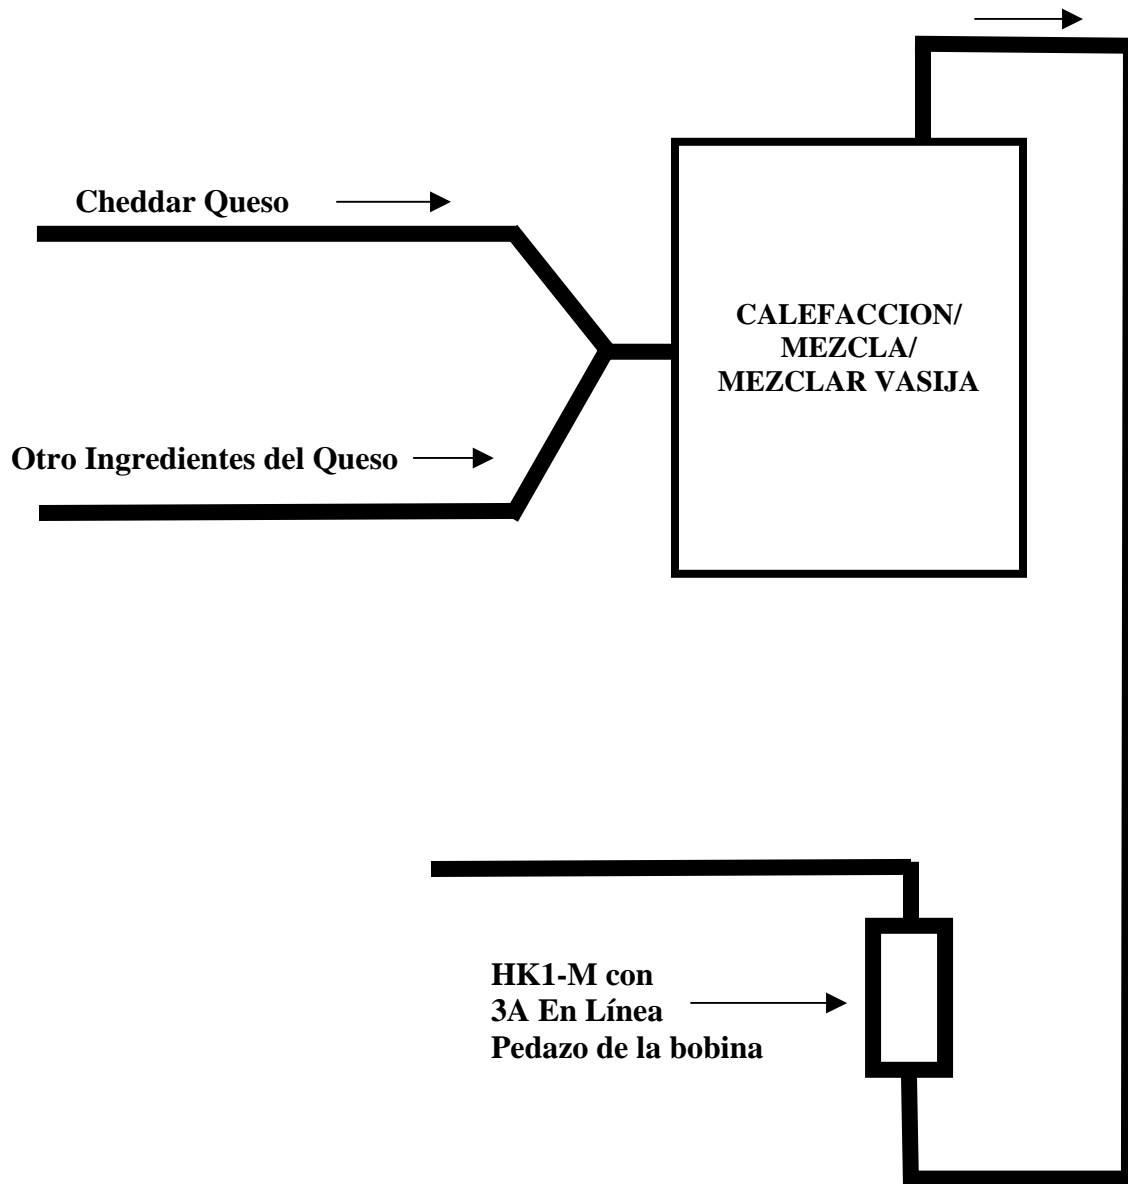 Cheddar Queso
CALEFACCION/
MEZCLA/
MEZCLAR VASIJA
Otro Ingredientes del Queso
HK1-M con
3A En Línea
Pedazo de la bobina